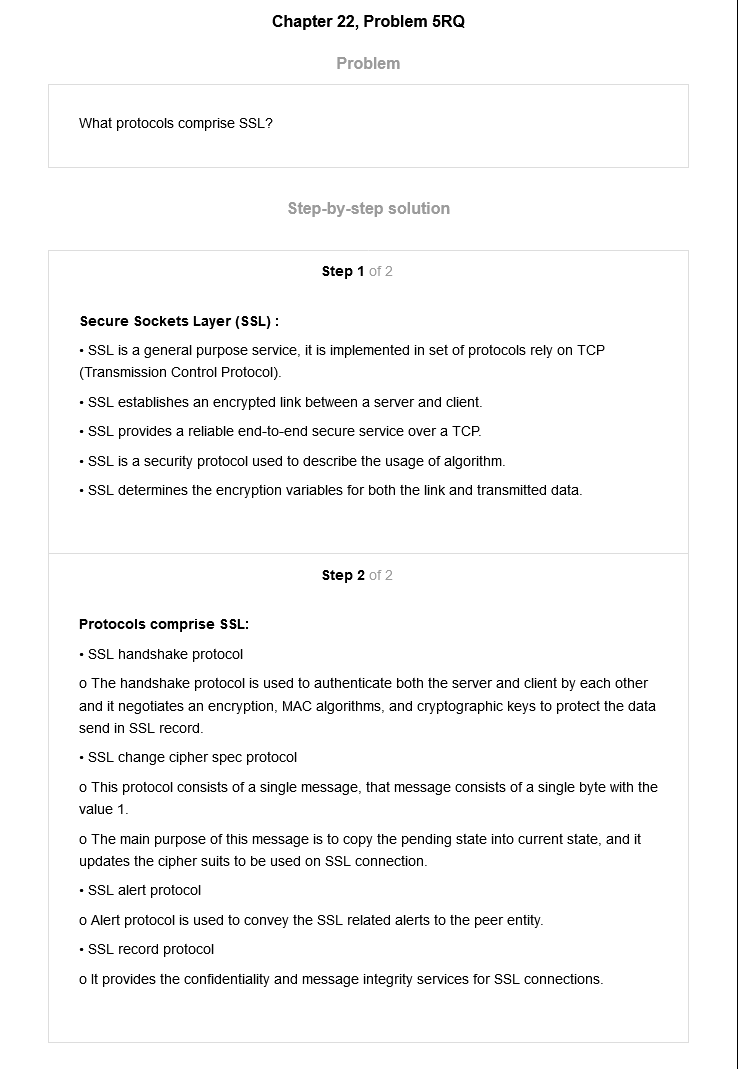 Chapter 22, Problem 5RQ
Problem
What protocols comprise SSL?
Step-by-step solution
Step 1 of 2
Secure Sockets Layer (SSL) :
• SSL is a general purpose service, it is implemented in set of protocols rely on TCP
(Transmission Control Protocol).
• SSL establishes an encrypted link between a server and client.
• SSL provides a reliable end-to-end secure service over a TCP.
• SSL is a security protocol used to describe the usage of algorithm.
• SSL determines the encryption variables for both the link and transmitted data.
Step 2 of 2
Protocols comprise SSL:
• SSL handshake protocol
o The handshake protocol is used to authenticate both the server and client by each other
and it negotiates an encryption, MAC algorithms, and cryptographic keys to protect the data
send in SSL record.
• SSL change cipher spec protocol
o This protocol consists of a single message, that message consists of a single byte with the
value 1.
o The main purpose of this message is to copy the pending state into current state, and it
updates the cipher suits to be used on SSL connection.
• SSL alert protocol
o Alert protocol is used to convey the SSL related alerts to the peer entity.
• SSL record protocol
o It provides the confidentiality and message integrity services for SSL connections.